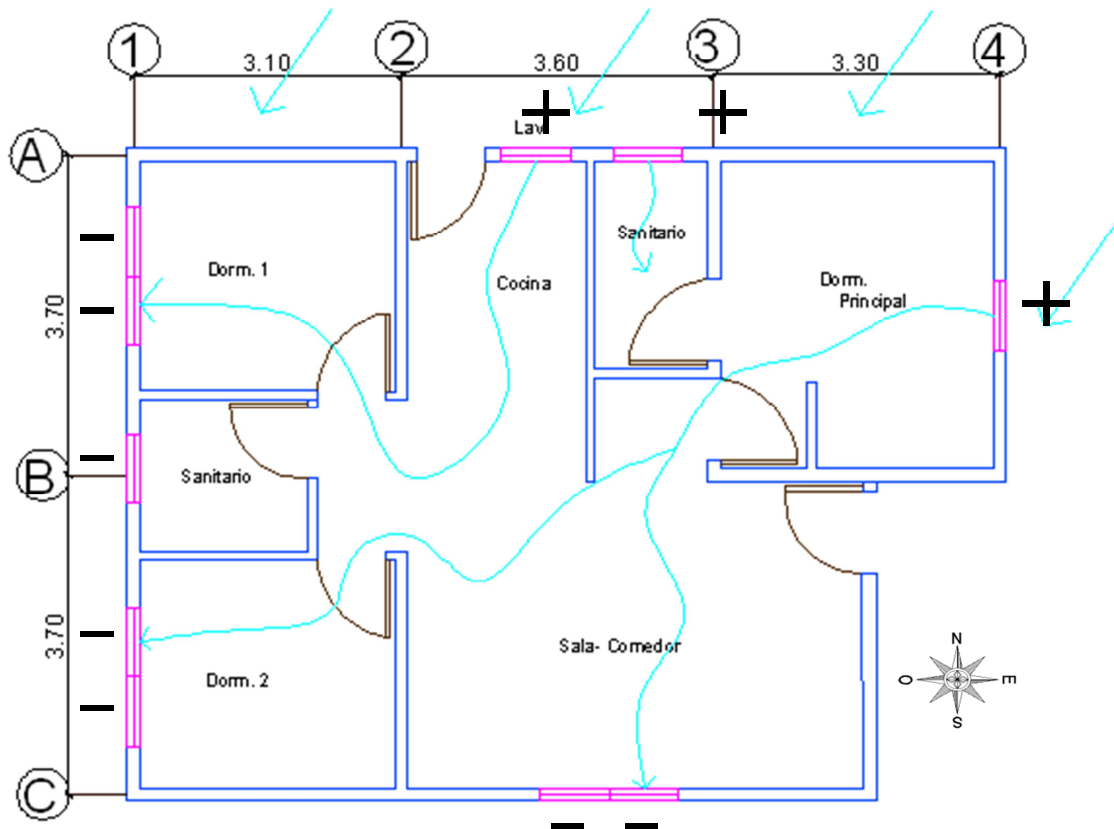 1 2 3 4
3.10 3.60 3.30
Lav
A
Sanitario
Dorm. 1
Cocina
Dorm.
Principal
3.70
B
Sanitario
3.70
Sala- Comedor
Dorm. 2
N
O E
S
C